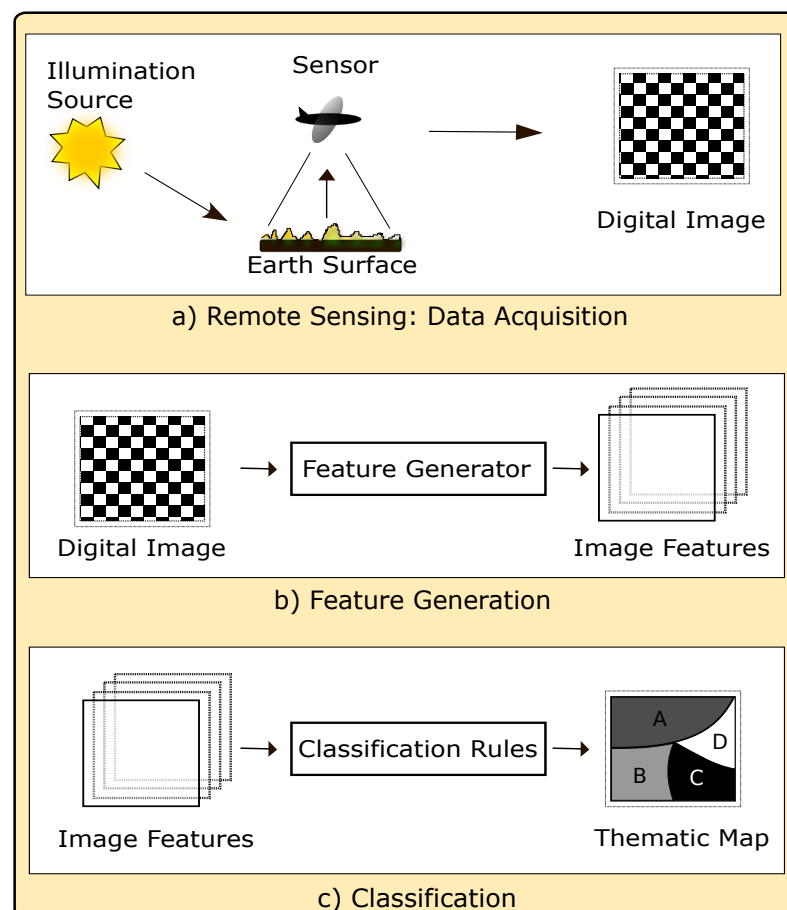 Illumination
Source
Sensor
Earth Surface
Digital Image
a) Remote Sensing: Data Acquisition
Digital Image
Feature Generator
Image Features
b) Feature Generation
Image Features
Classification Rules
A
B
C
D
Thematic Map
c) Classification